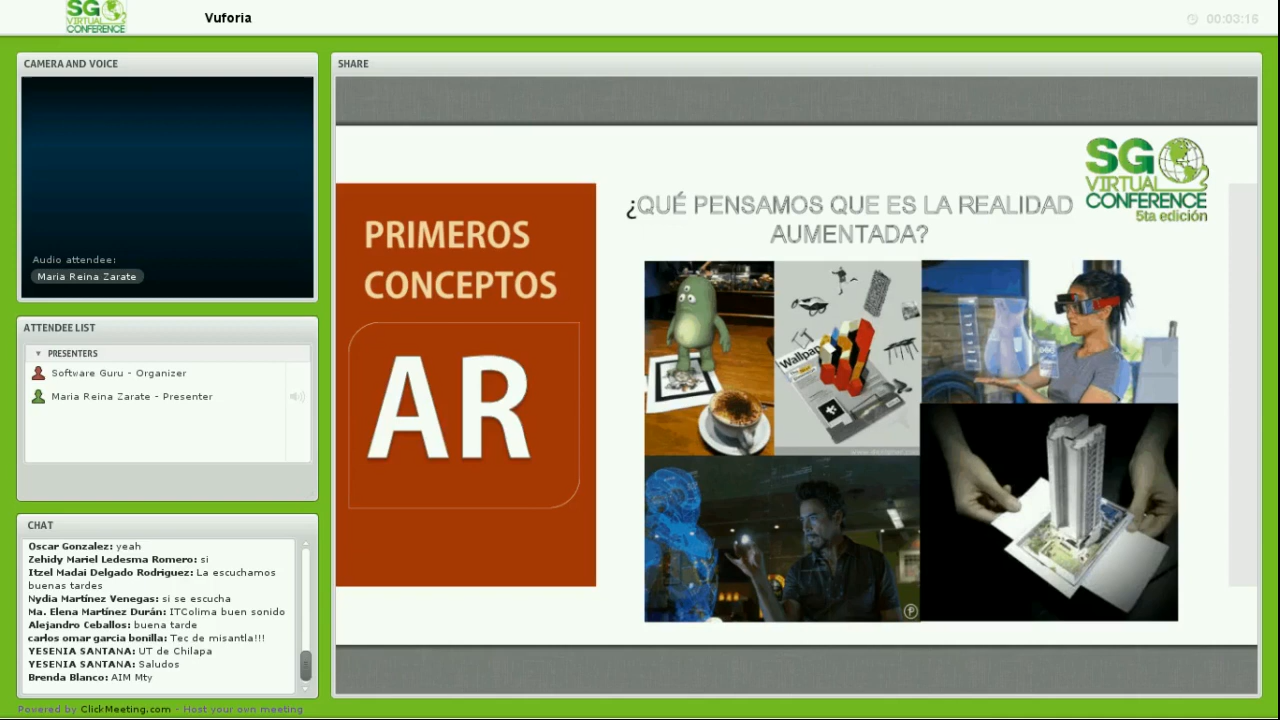 SG
VIRTUAL
CONFERENCE
Vuforia
00:03:15
CAMERA AND VOICE
Audio attendee:
Maria Reina Zarate
ATTENDEE LIST
PRESENTERS
Software Guru - Organizer
Maria Reina Zarate - Presenter
CHAT
Oscar Gonzalez: yeah
Zehidy Mariel Ledesma Romero: si
Itzel Madai Delgado Rodriguez: La escuchamos
buenas tardes
Nydia Martínez Venegas: si se escucha
Ma. Elena Martínez Durán: ITColima buen sonido
Alejandro Ceballos: buena tarde
carlos omar garcia bonilla: Tec de misantla!!!
YESENIA SANTANA: UT de Chilapa
YESENIA SANTANA: Saludos
Brenda Blanco: AIM Mty
Powered by ClickMeeting.com - Host your own meeting
SHARE
PRIMEROS
CONCEPTOS
AR
¿QUÉ PENSAMOS QUE ES LA REALIDAD
AUMENTADA?
SG
VIRTUAL
CONFERENCE
5ta edición
Wallpap